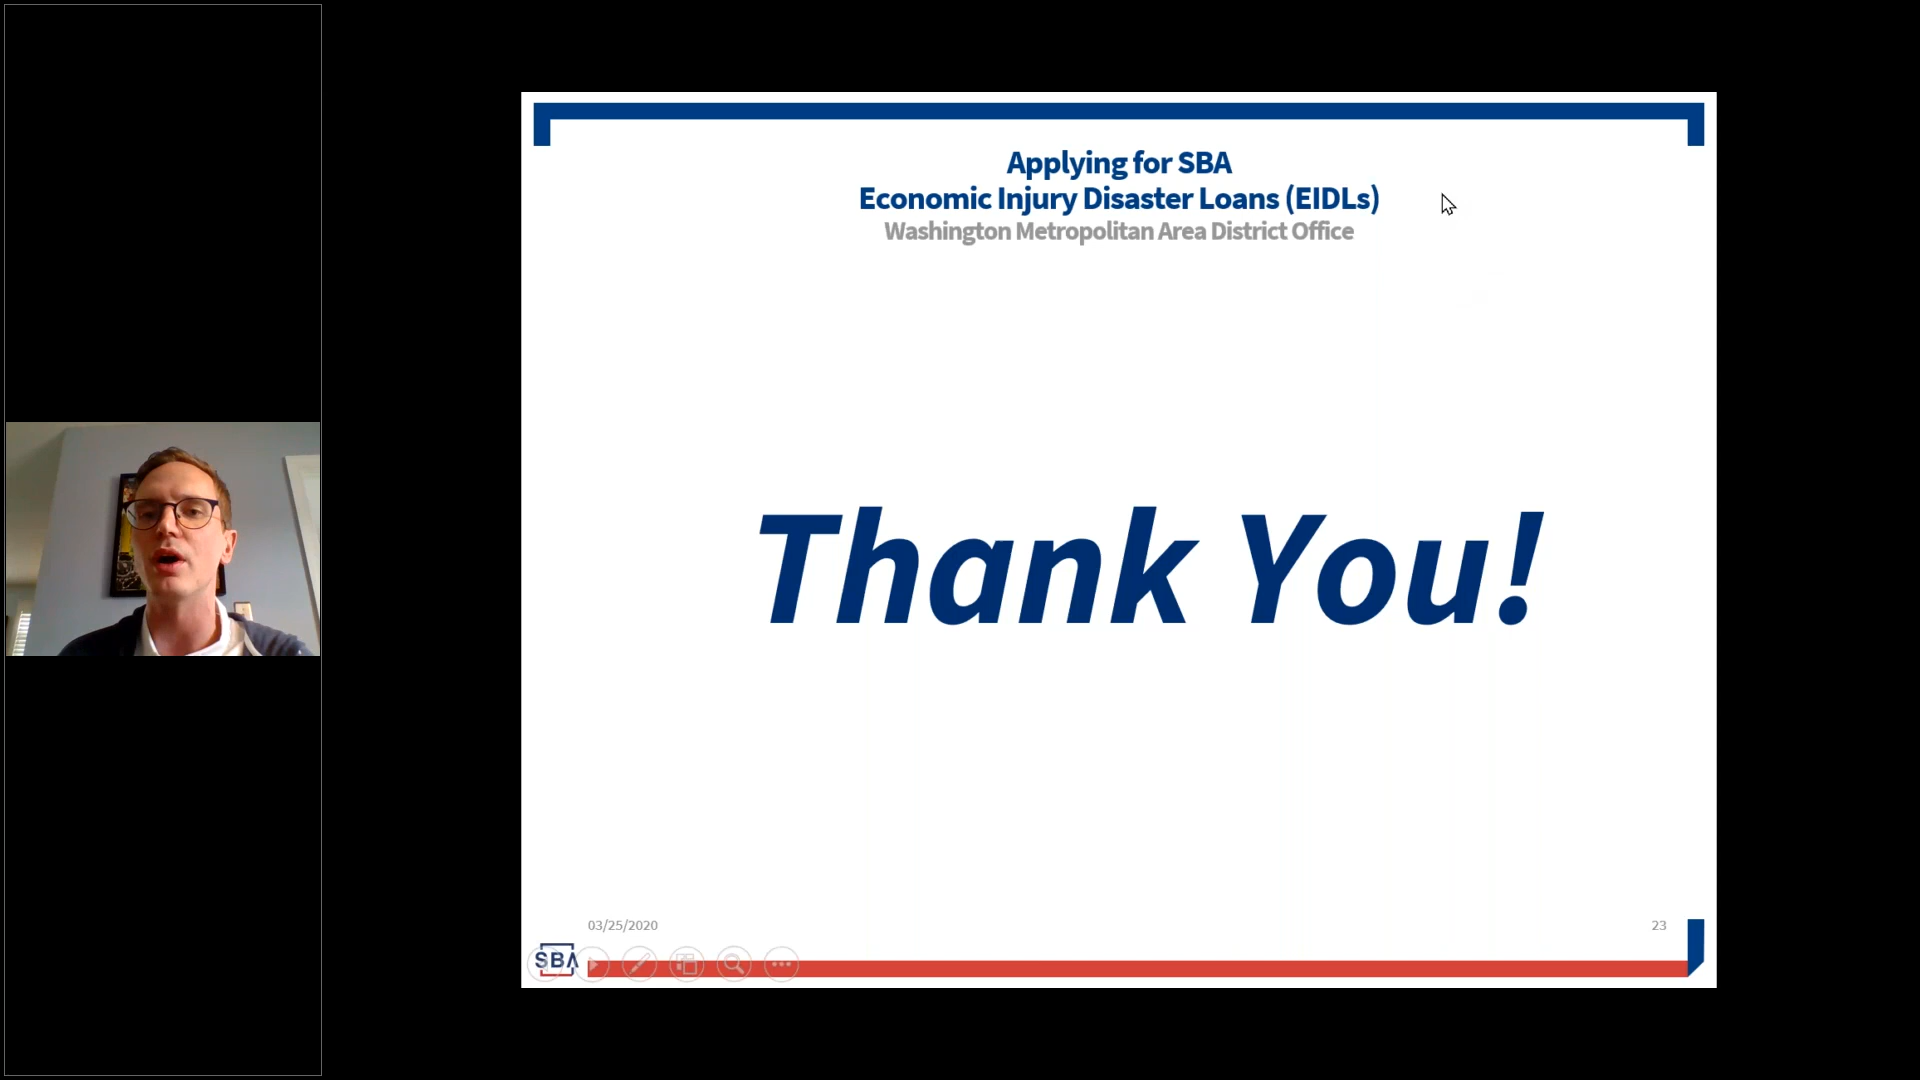 Applying for SBA
Economic Injury Disaster Loans (EIDLs)
Washington Metropolitan Area District Office
Thank You!
03/25/2020
23
SBA